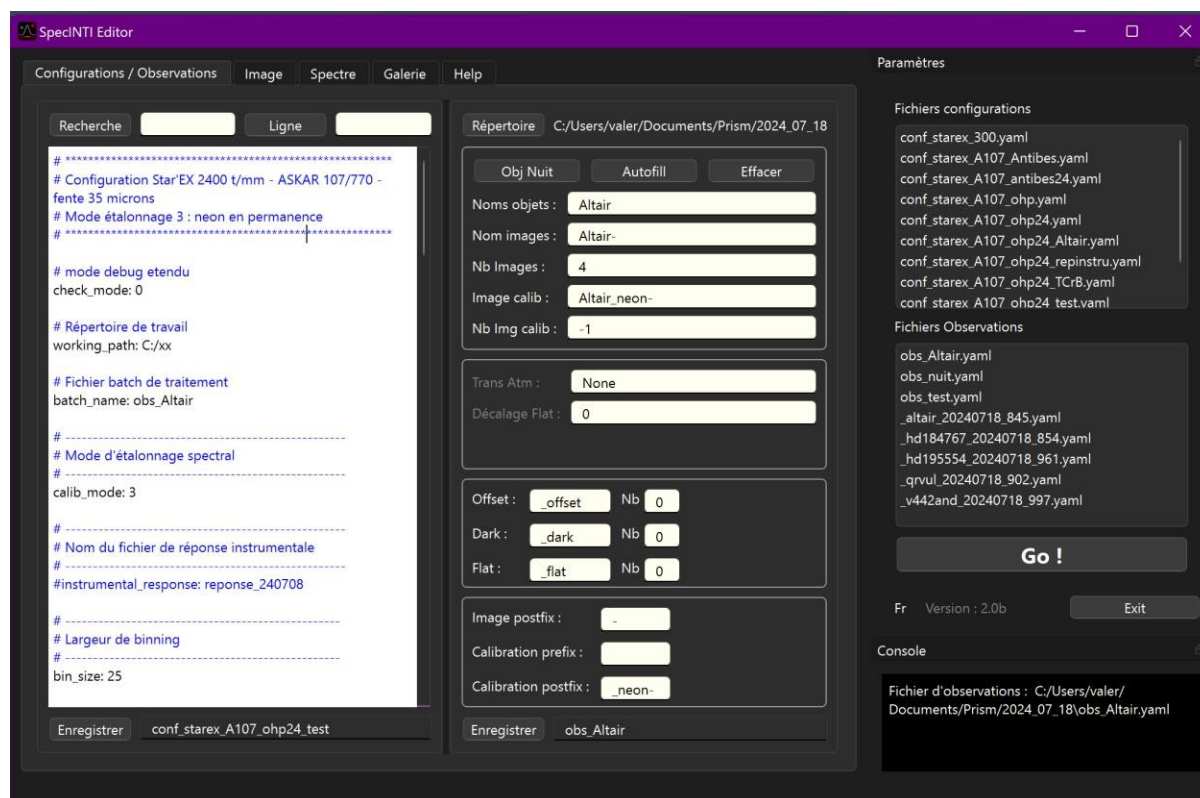 SpecINTI Editor
Configurations / Observations Image Spectre Galerie Help
Recherche Ligne
# *********************************************************
# Configuration Star'EX 2400 t/mm - ASKAR 107/770 -
fente 35 microns
# Mode étalonnage 3 : neon en permanence
# *********************************************************
# mode debug etendu
check_mode: 0
# Répertoire de travail
working_path: C:/xx
# Fichier batch de traitement
batch_name: obs_Altair
# ---------------------------------------------------
# Mode d'étalonnage spectral
# ---------------------------------------------------
calib_mode: 3
# ---------------------------------------------------
# Nom du fichier de réponse instrumentale
# ---------------------------------------------------
#instrumental_response: reponse_240708
# --------------------------------------------------
# Largeur de binning
# --------------------------------------------------
bin_size: 25
Enregistrer conf_starex_A107_ohp24_test
Répertoire C:/Users/valer/Documents/Prism/2024_07_18
Obj Nuit Autofill Effacer
Noms objets : Altair
Nom images : Altair-
Nb Images : 4
Image calib : Altair_neon-
Nb Img calib : -1
Trans Atm : None
Décalage Flat : 0
Offset : _offset Nb 0
Dark : _dark Nb 0
Flat : _flat Nb 0
Image postfix : -
Calibration prefix :
Calibration postfix : _neon-
Enregistrer obs_Altair
Paramètres
Fichiers configurations
conf_starex_300.yaml
conf_starex_A107_Antibes.yaml
conf_starex_A107_antibes24.yaml
conf_starex_A107_ohp.yaml
conf_starex_A107_ohp24.yaml
conf_starex_A107_ohp24_Altair.yaml
conf_starex_A107_ohp24_repinstru.yaml
conf_starex_A107_ohp24_TCrB.yaml
conf_starex_A107_ohp24_test.yaml
Fichiers Observations
obs_Altair.yaml
obs_nuit.yaml
obs_test.yaml
_altair_20240718_845.yaml
_hd184767_20240718_854.yaml
_hd195554_20240718_961.yaml
_qrvul_20240718_902.yaml
_v442and_20240718_997.yaml
Go !
Fr Version : 2.0b Exit
Console
Fichier d'observations : C:/Users/valer/
Documents/Prism/2024_07_18\obs_Altair.yaml